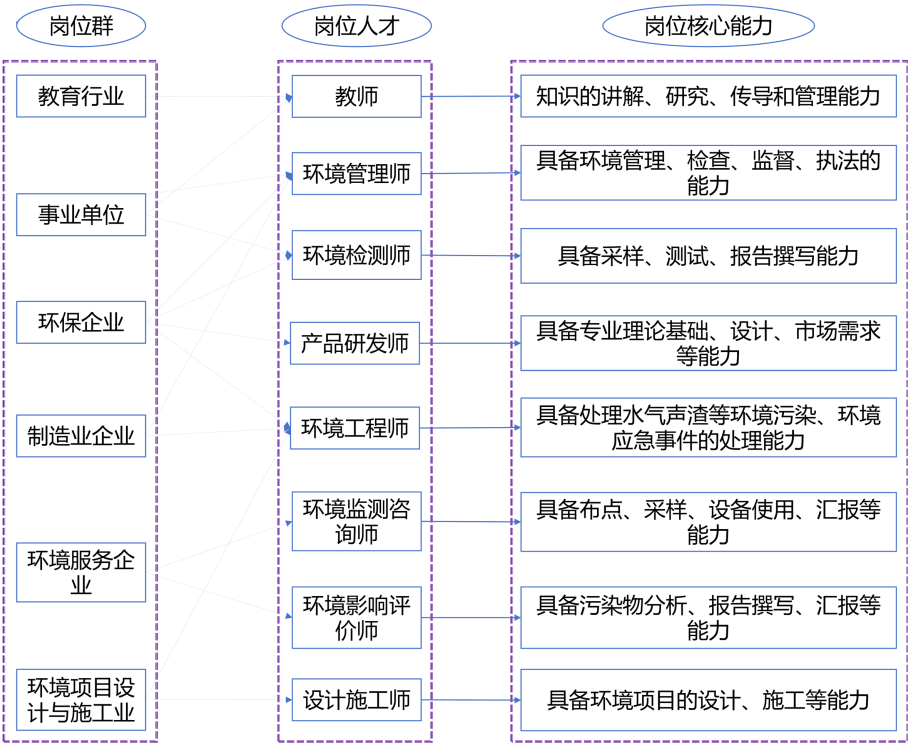 岗位群
岗位人才
岗位核心能力
教育行业
教师
知识的讲解、研究、传导和管理能力
环境管理师
具备环境管理、检查、监督、执法的
能力
事业单位
环境检测师
具备采样、测试、报告撰写能力
环保企业
产品研发师
具备专业理论基础、设计、市场需求
等能力
制造业企业
环境工程师
具备处理水气声渣等环境污染、环境
应急事件的处理能力
环境监测咨
询师
具备布点、采样、设备使用、汇报等
能力
环境服务企
业
环境影响评
价师
具备污染物分析、报告撰写、汇报等
能力
环境项目设
计与施工业
设计施工师
具备环境项目的设计、施工等能力